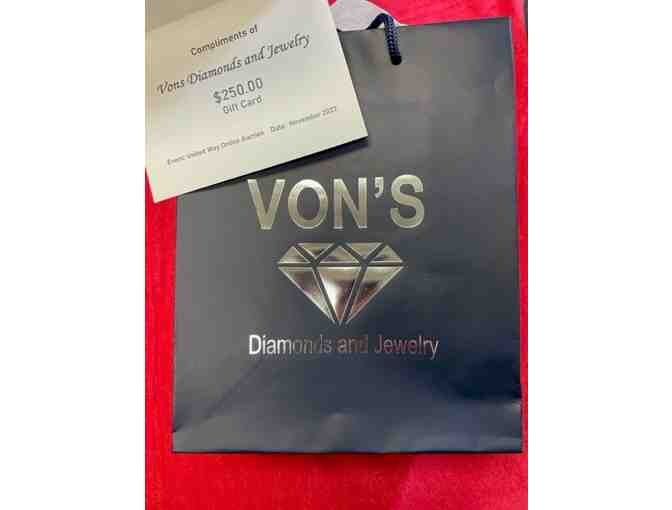 Compliments of
Vons Diamonds and Jewelry
$250.00
Gift Card
Event: United Way Online Auction Date: November 2022
VON'S
Diamonds and Jewelry